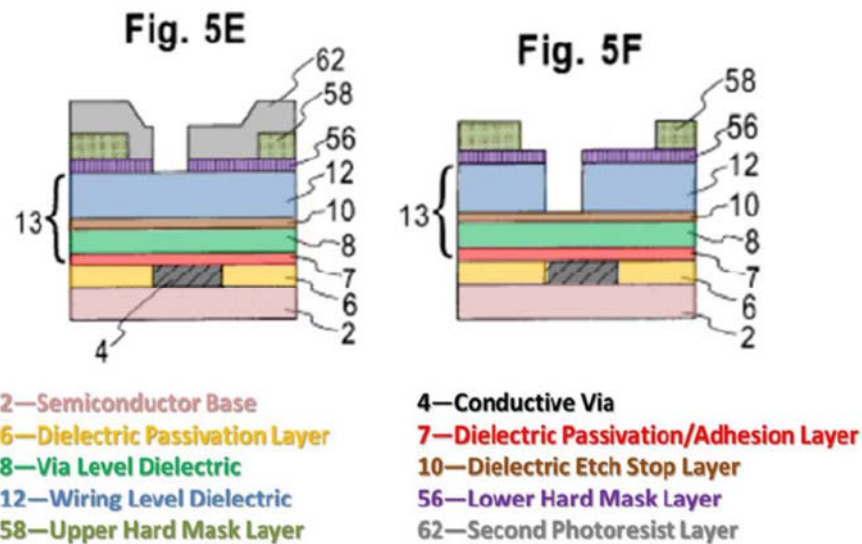 Fig. 5E
62
58
56
12
10
8
7
6
2
4
13
Fig. 5F
58
56
12
10
8
7
6
2
13
2—Semiconductor Base
4—Conductive Via
6—Dielectric Passivation Layer
7—Dielectric Passivation/Adhesion Layer
8—Via Level Dielectric
10—Dielectric Etch Stop Layer
12—Wiring Level Dielectric
56—Lower Hard Mask Layer
58—Upper Hard Mask Layer
62—Second Photoresist Layer